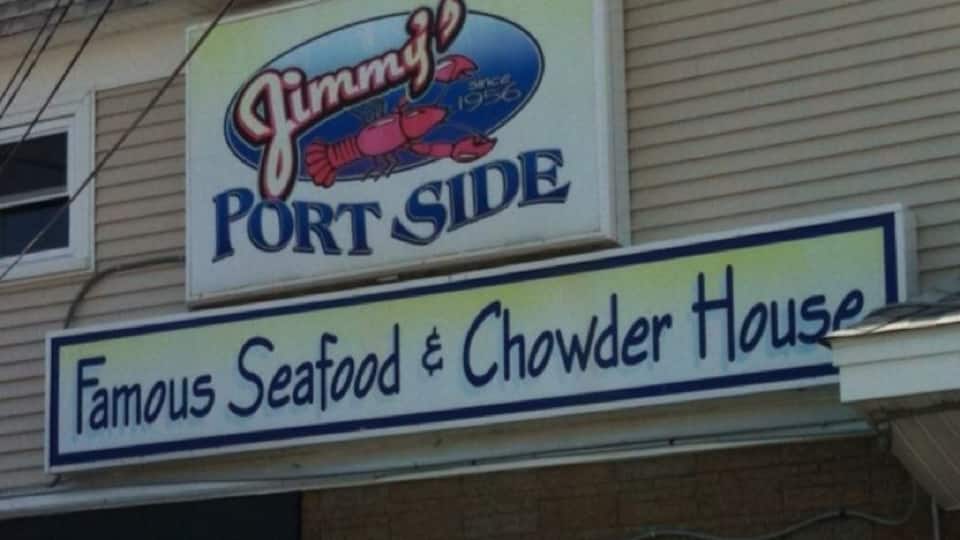 Jimmy's
since
1956
PORT SIDE
Famous Seafood & Chowder House